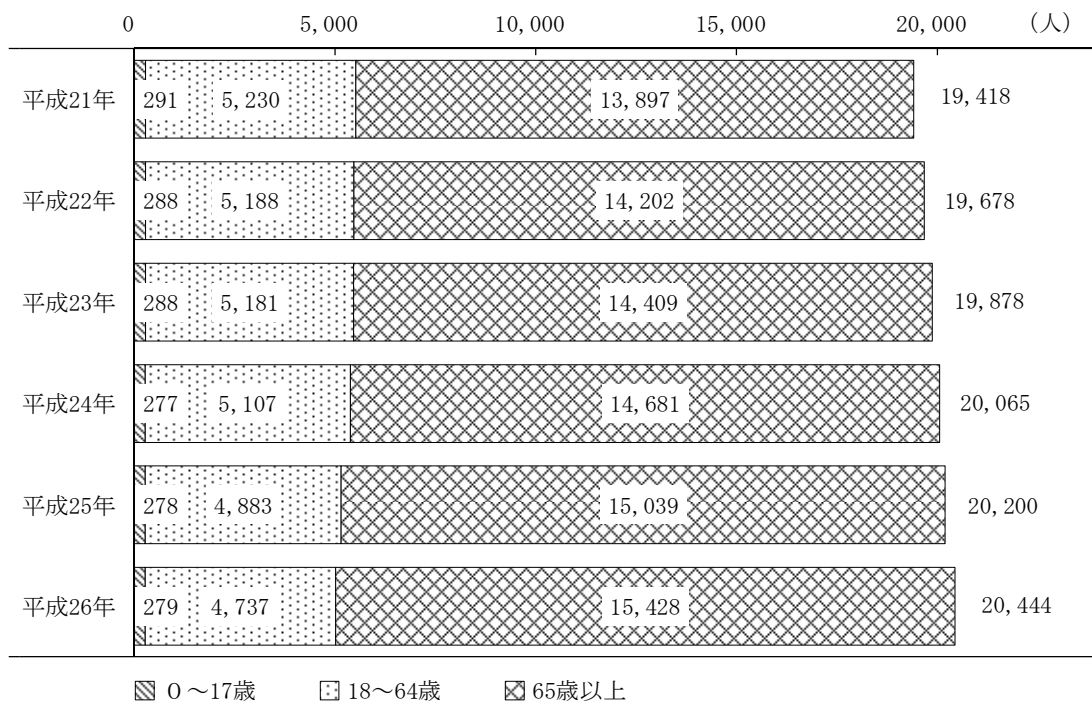 0 5,000 10,000 15,000 20,000 (人)
平成21年 291 5,230 13,897 19,418
平成22年 288 5,188 14,202 19,678
平成23年 288 5,181 14,409 19,878
平成24年 277 5,107 14,681 20,065
平成25年 278 4,883 15,039 20,200
平成26年 279 4,737 15,428 20,444
0～17歳 18～64歳 65歳以上